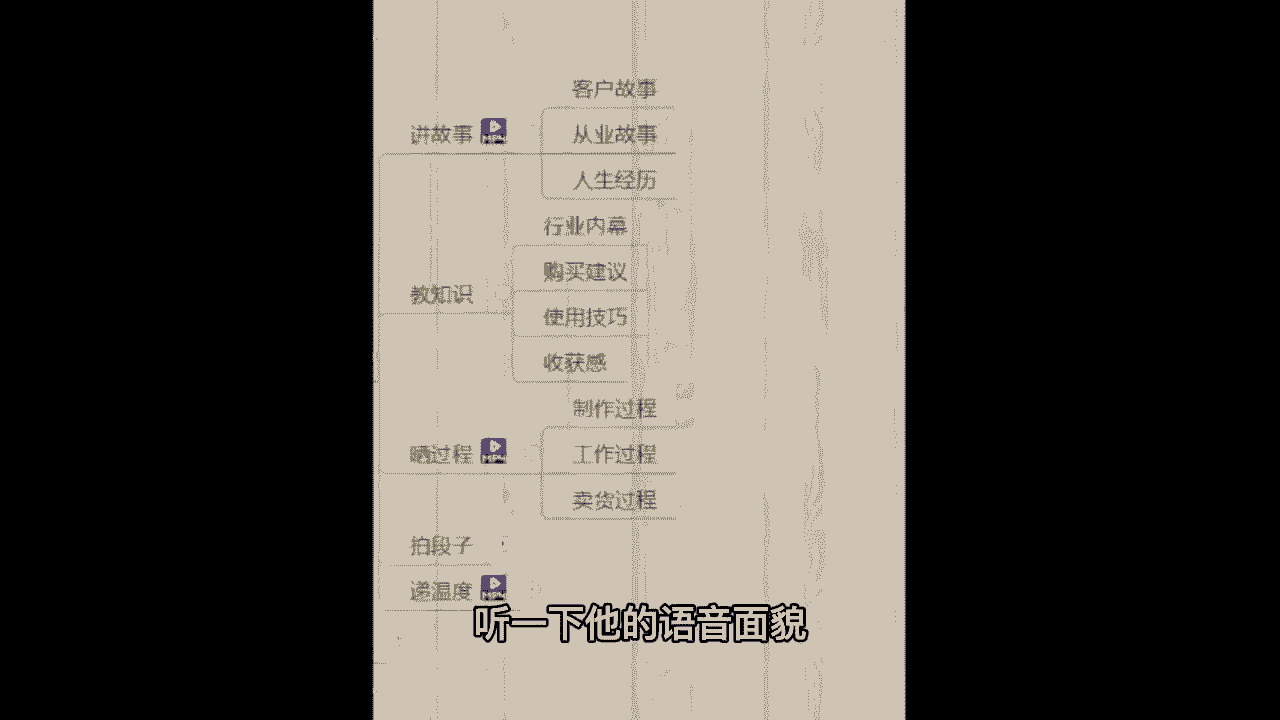 客户故事
讲故事
从业故事
人生经历
行业内幕
购买建议
教知识
使用技巧
收获感
制作过程
晒过程
工作过程
卖货过程
拍段子
递温度
听一下他的语音面貌